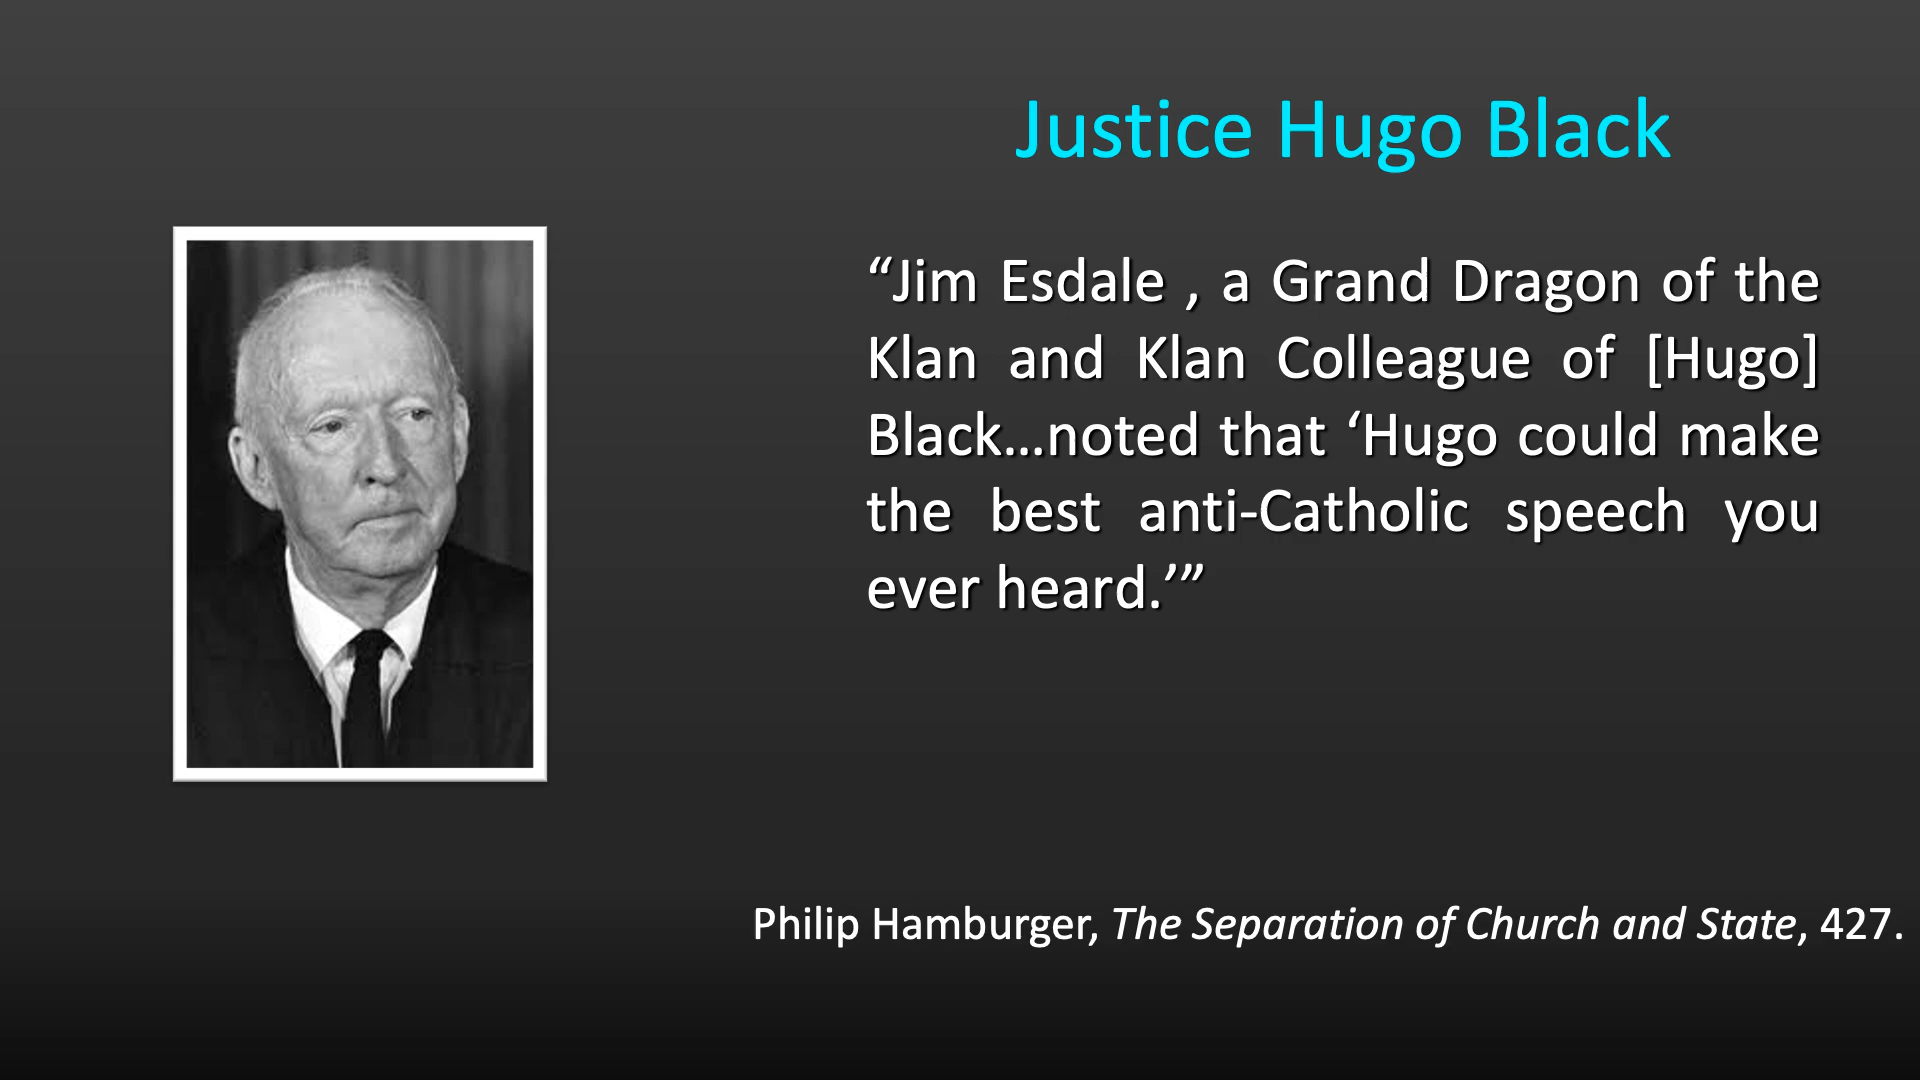 Justice Hugo Black
“Jim Esdale , a Grand Dragon of the
Klan and Klan Colleague of [Hugo]
Black…noted that ‘Hugo could make
the best anti-Catholic speech you
ever heard.’”
Philip Hamburger, The Separation of Church and State, 427.